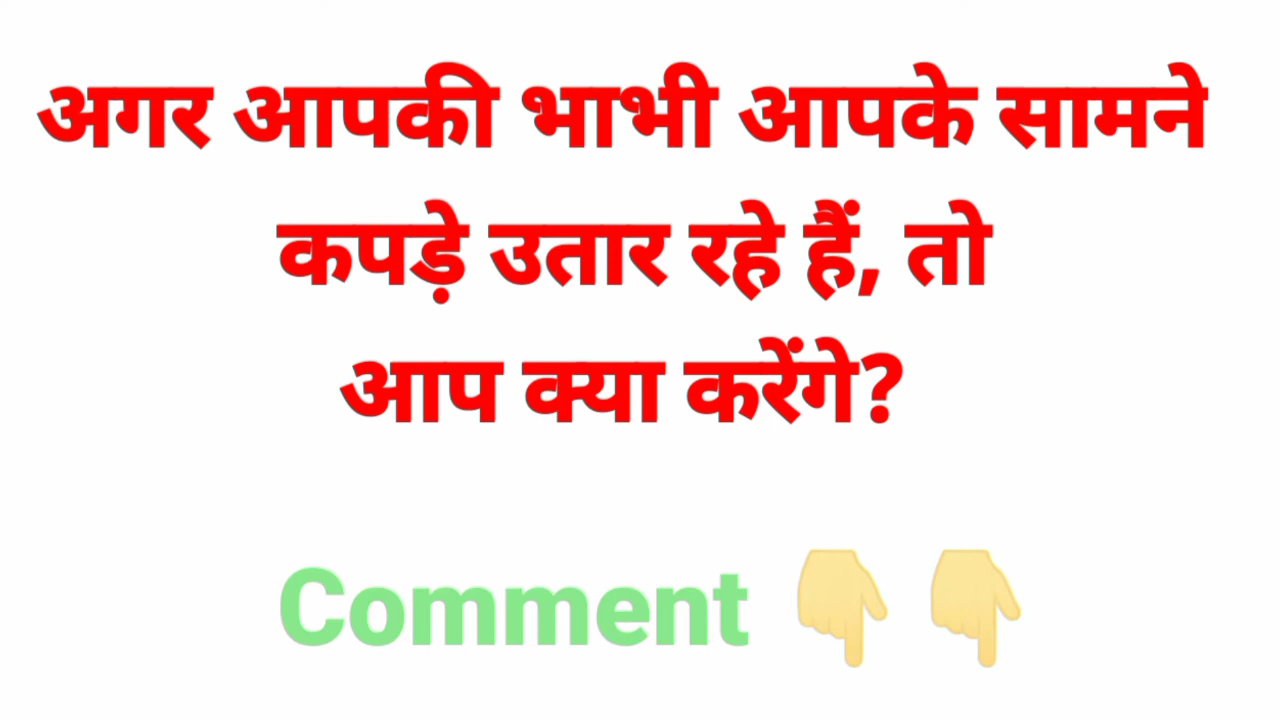 अगर आपकी भाभी आपके सामने
कपड़े उतार रहे हैं, तो
आप क्या करेंगे?
Comment 👇 👇